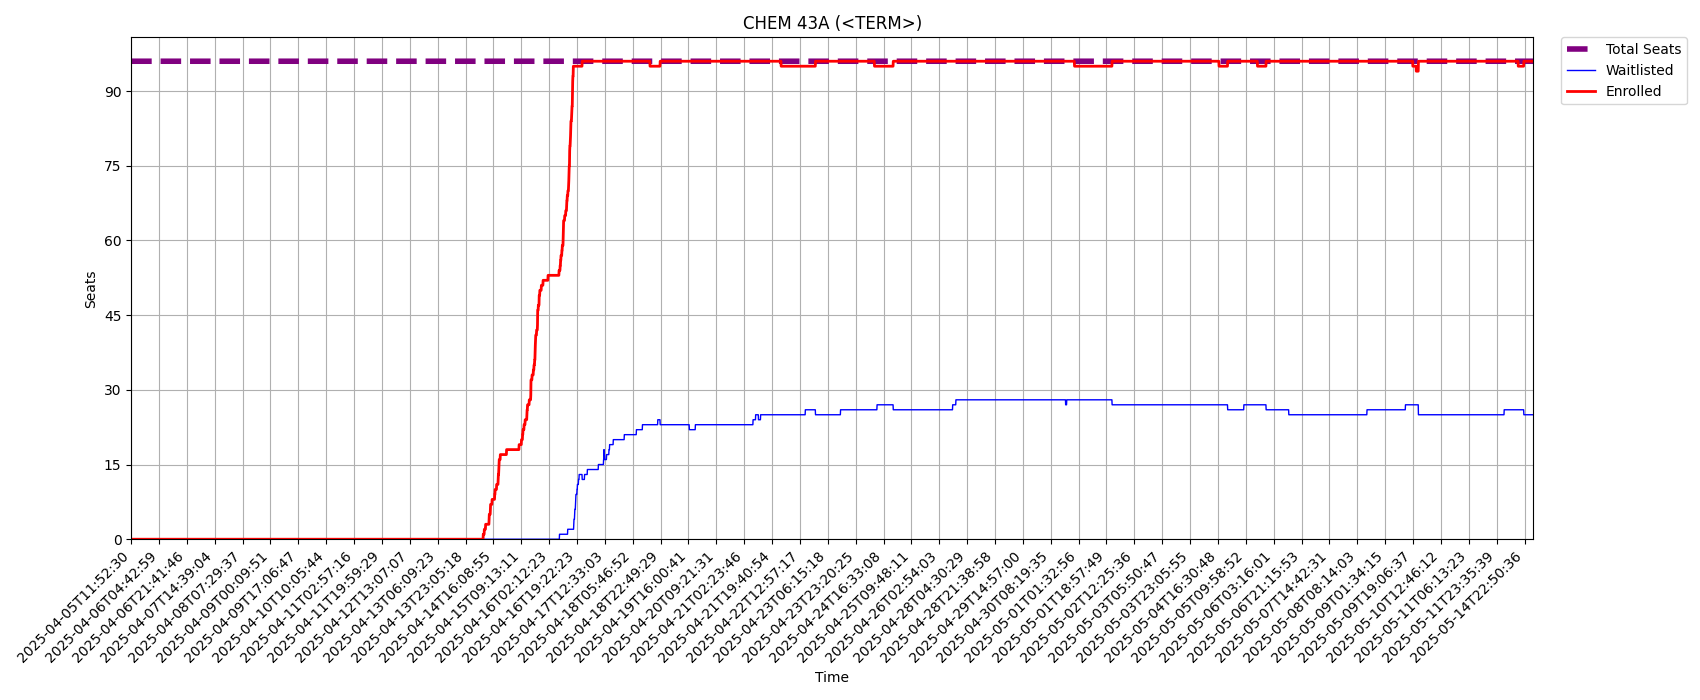 CHEM 43A (<TERM>)
Total Seats
Waitlisted
Enrolled
90
75
60
45
30
15
0
Seats
2025-04-05T11:52:30
2025-04-06T04:42:59
2025-04-06T21:41:46
2025-04-07T14:39:04
2025-04-08T07:29:37
2025-04-09T00:09:51
2025-04-09T17:06:47
2025-04-10T10:05:44
2025-04-11T02:57:16
2025-04-11T19:59:29
2025-04-12T13:07:07
2025-04-13T06:09:23
2025-04-13T23:05:18
2025-04-14T16:08:55
2025-04-15T09:13:11
2025-04-16T02:12:23
2025-04-16T19:22:23
2025-04-17T12:33:03
2025-04-18T05:46:52
2025-04-18T22:49:29
2025-04-19T16:00:41
2025-04-20T09:21:31
2025-04-21T02:23:46
2025-04-21T19:40:54
2025-04-22T12:57:17
2025-04-23T06:15:18
2025-04-23T23:20:25
2025-04-24T16:33:08
2025-04-25T09:48:11
2025-04-26T02:54:03
2025-04-28T04:30:29
2025-04-28T21:38:58
2025-04-29T14:57:00
2025-04-30T08:19:35
2025-05-01T01:32:56
2025-05-01T18:57:49
2025-05-02T12:25:36
2025-05-03T05:50:47
2025-05-03T23:05:55
2025-05-04T16:30:48
2025-05-05T09:58:52
2025-05-06T03:16:01
2025-05-06T21:15:53
2025-05-07T14:42:31
2025-05-08T08:14:03
2025-05-09T01:34:15
2025-05-09T19:06:37
2025-05-10T12:46:12
2025-05-11T06:13:23
2025-05-11T23:35:39
2025-05-14T22:50:36
Time